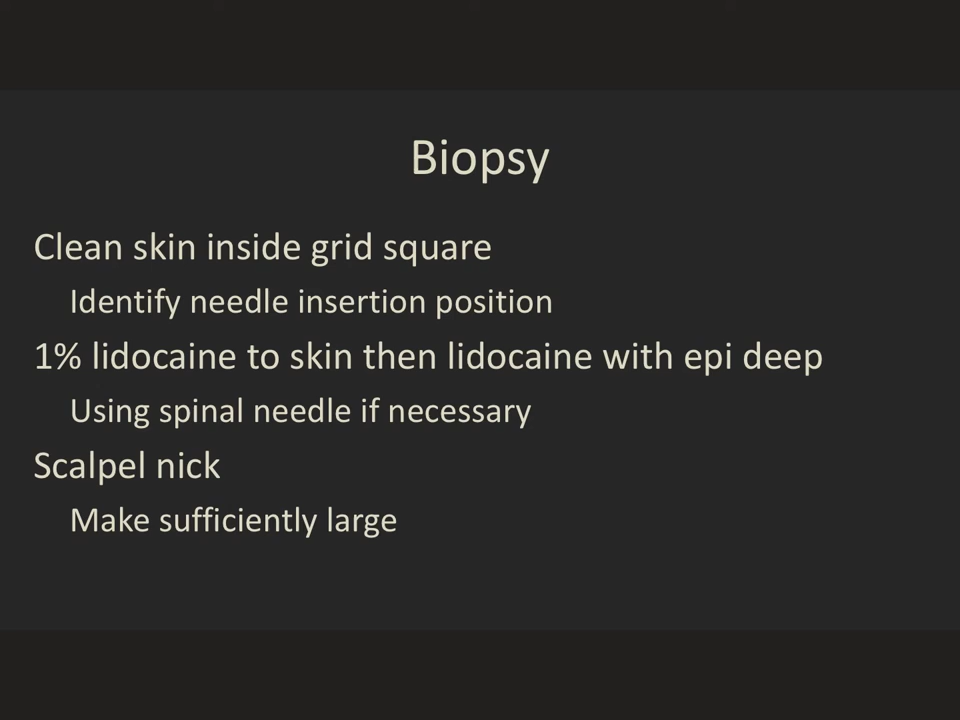 Biopsy
Clean skin inside grid square
Identify needle insertion position
1% lidocaine to skin then lidocaine with epi deep
Using spinal needle if necessary
Scalpel nick
Make sufficiently large